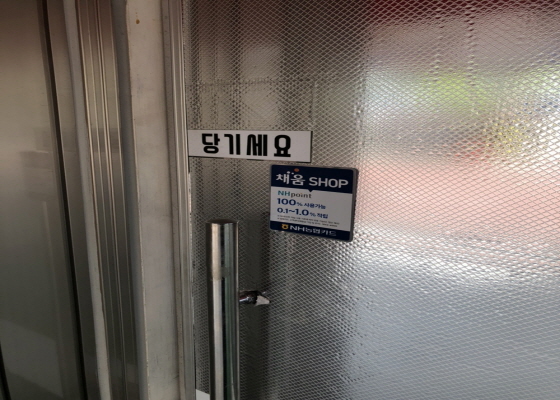 당기세요
채움 SHOP
NHpoint
100% 사용가능
0.1~1.0% 적립
NH농협카드